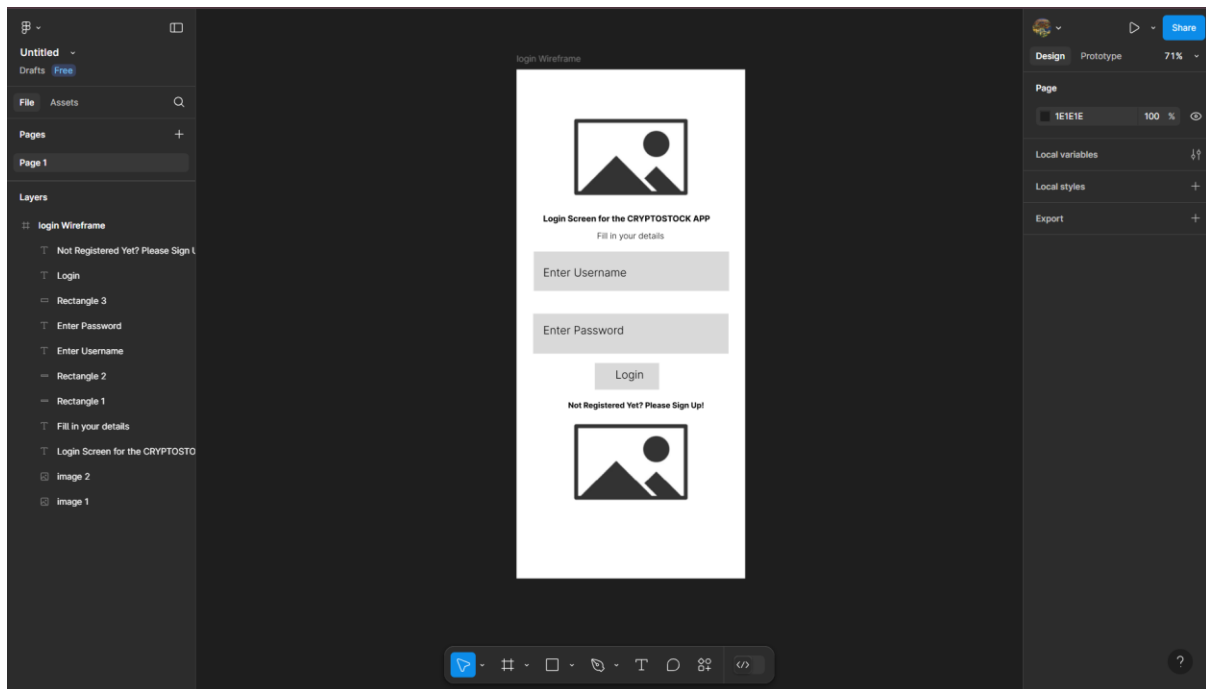 Untitled
Drafts Free
File Assets
Pages
Page 1
Layers
login Wireframe
Not Registered Yet? Please Sign U
Login
Rectangle 3
Enter Password
Enter Username
Rectangle 2
Rectangle 1
Fill in your details
Login Screen for the CRYPTOSTO
image 2
image 1
login Wireframe
Login Screen for the CRYPTOSTOCK APP
Fill in your details
Enter Username
Enter Password
Login
Not Registered Yet? Please Sign Up!
Share
Design Prototype 71%
Page
1E1E1E 100 %
Local variables
Local styles
Export
?